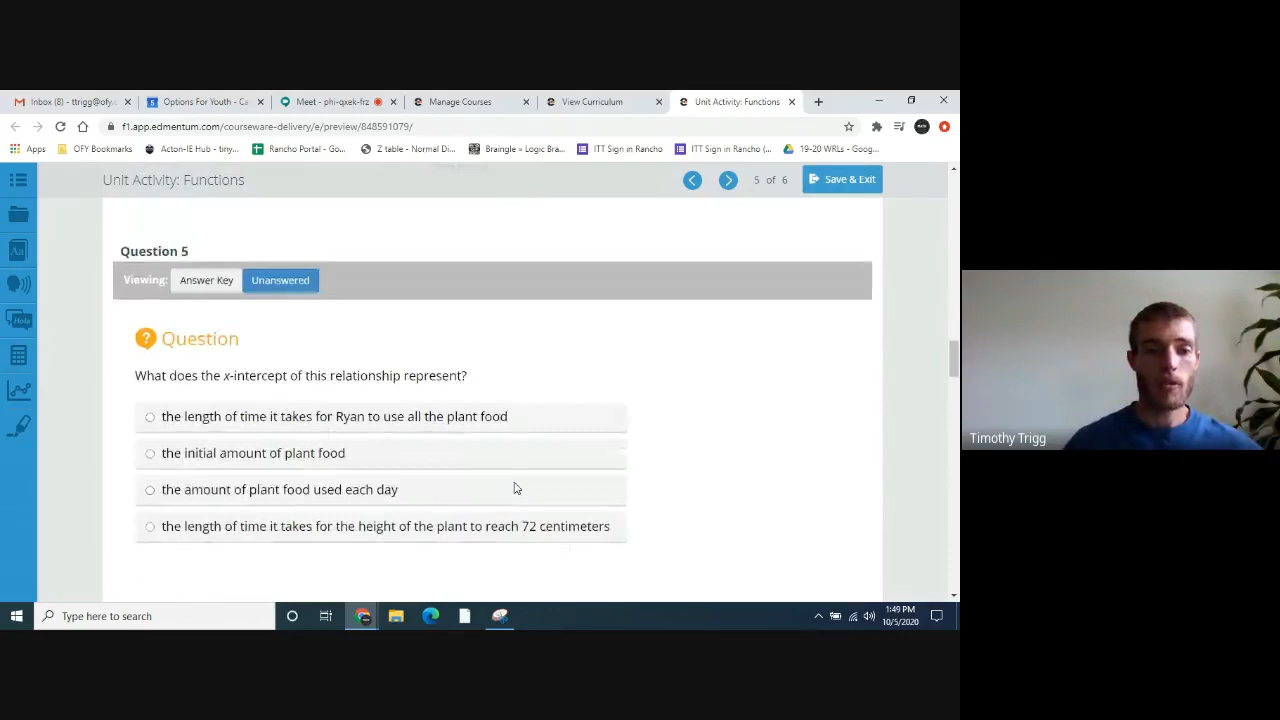 Inbox (8) - ttrigg@ofy.c
Options For Youth - Ca
Meet - phi-qxek-frz
Manage Courses
View Curriculum
Unit Activity: Functions
f1.app.edmentum.com/courseware-delivery/e/preview/848591079/
Apps
OFY Bookmarks
Acton-IE Hub - tiny...
Rancho Portal - Go...
Z table - Normal Di...
Braingle » Logic Bra...
ITT Sign in Rancho
ITT Sign in Rancho (...
19-20 WRLs - Goog...
Unit Activity: Functions
5 of 6
Save & Exit
Question 5
Viewing:
Answer Key
Unanswered
? Question
What does the x-intercept of this relationship represent?
the length of time it takes for Ryan to use all the plant food
the initial amount of plant food
the amount of plant food used each day
the length of time it takes for the height of the plant to reach 72 centimeters
Aa
Hola
Timothy Trigg
Type here to search
1:49 PM
10/5/2020